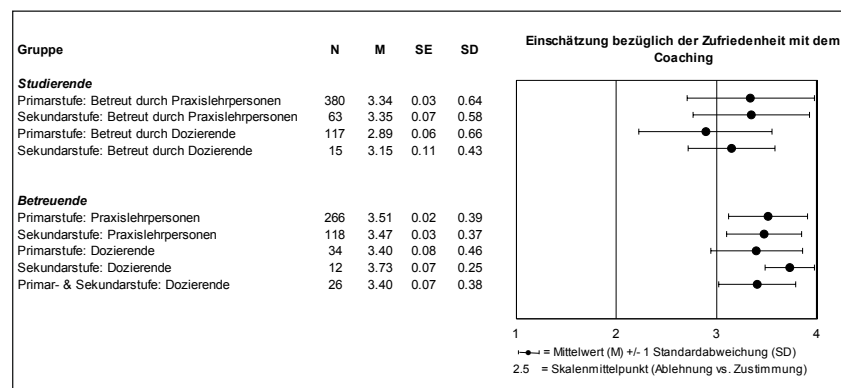 Gruppe N M SE SD Einschätzung bezüglich der Zufriedenheit mit dem
Coaching
Studierende
Primarstufe: Betreut durch Praxislehrpersonen 380 3.34 0.03 0.64
Sekundarstufe: Betreut durch Praxislehrpersonen 63 3.35 0.07 0.58
Primarstufe: Betreut durch Dozierende 117 2.89 0.06 0.66
Sekundarstufe: Betreut durch Dozierende 15 3.15 0.11 0.43
Betreuende
Primarstufe: Praxislehrpersonen 266 3.51 0.02 0.39
Sekundarstufe: Praxislehrpersonen 118 3.47 0.03 0.37
Primarstufe: Dozierende 34 3.40 0.08 0.46
Sekundarstufe: Dozierende 12 3.73 0.07 0.25
Primar- & Sekundarstufe: Dozierende 26 3.40 0.07 0.38
1 2 3 4
= Mittelwert (M) +/- 1 Standardabweichung (SD)
2.5 = Skalenmittelpunkt (Ablehnung vs. Zustimmung)